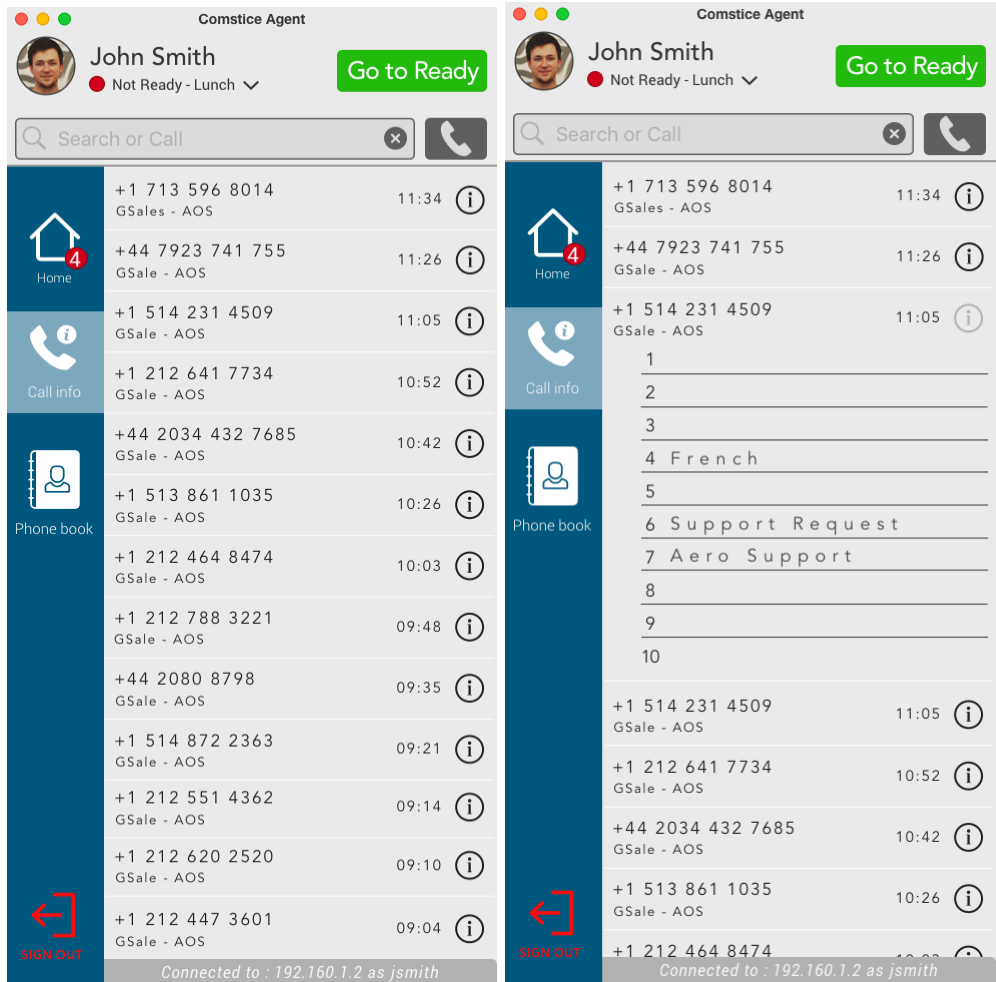 Comstice Agent
John Smith
Not Ready - Lunch
Go to Ready
Search or Call
Home
4
Call info
Phone book
SIGN OUT
+1 713 596 8014
GSales - AOS
11:34
+44 7923 741 755
GSale - AOS
11:26
+1 514 231 4509
GSale - AOS
11:05
+1 212 641 7734
GSale - AOS
10:52
+44 2034 432 7685
GSale - AOS
10:42
+1 513 861 1035
GSale - AOS
10:26
+1 212 464 8474
GSale - AOS
10:03
+1 212 788 3221
GSale - AOS
09:48
+44 2080 8798
GSale - AOS
09:35
+1 514 872 2363
GSale - AOS
09:21
+1 212 551 4362
GSale - AOS
09:14
+1 212 620 2520
GSale - AOS
09:10
+1 212 447 3601
GSale - AOS
09:04
Connected to : 192.160.1.2 as jsmith
Comstice Agent
John Smith
Not Ready - Lunch
Go to Ready
Search or Call
Home
4
Call info
Phone book
SIGN OUT
+1 713 596 8014
GSales - AOS
11:34
+44 7923 741 755
GSale - AOS
11:26
+1 514 231 4509
GSale - AOS
11:05
1
2
3
4 French
5
6 Support Request
7 Aero Support
8
9
10
+1 514 231 4509
GSale - AOS
11:05
+1 212 641 7734
GSale - AOS
10:52
+44 2034 432 7685
GSale - AOS
10:42
+1 513 861 1035
GSale - AOS
10:26
+1 212 464 8474
Connected to : 192.160.1.2 as jsmith